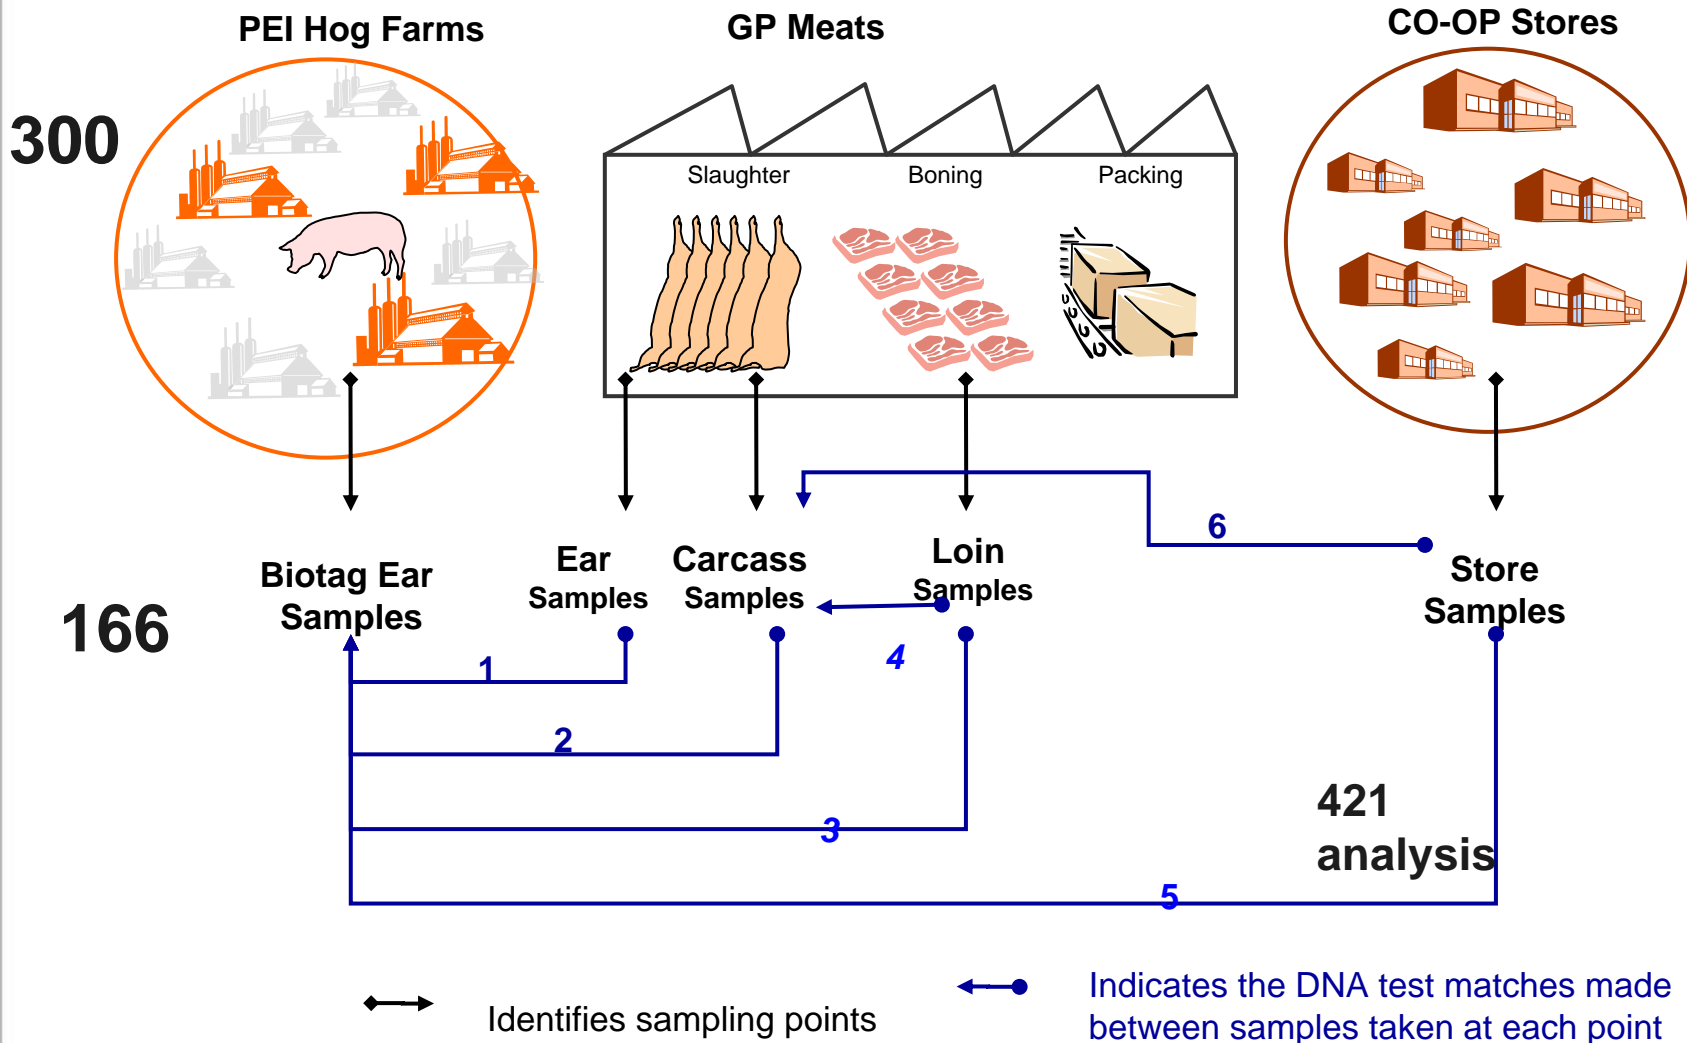 PEI Hog Farms
GP Meats
CO-OP Stores
300
Slaughter
Boning
Packing
6
Biotag Ear
Samples
Ear
Samples
Carcass
Samples
Loin
Samples
Store
Samples
166
4
1
2
3
421
analysis
5
Identifies sampling points
Indicates the DNA test matches made
between samples taken at each point